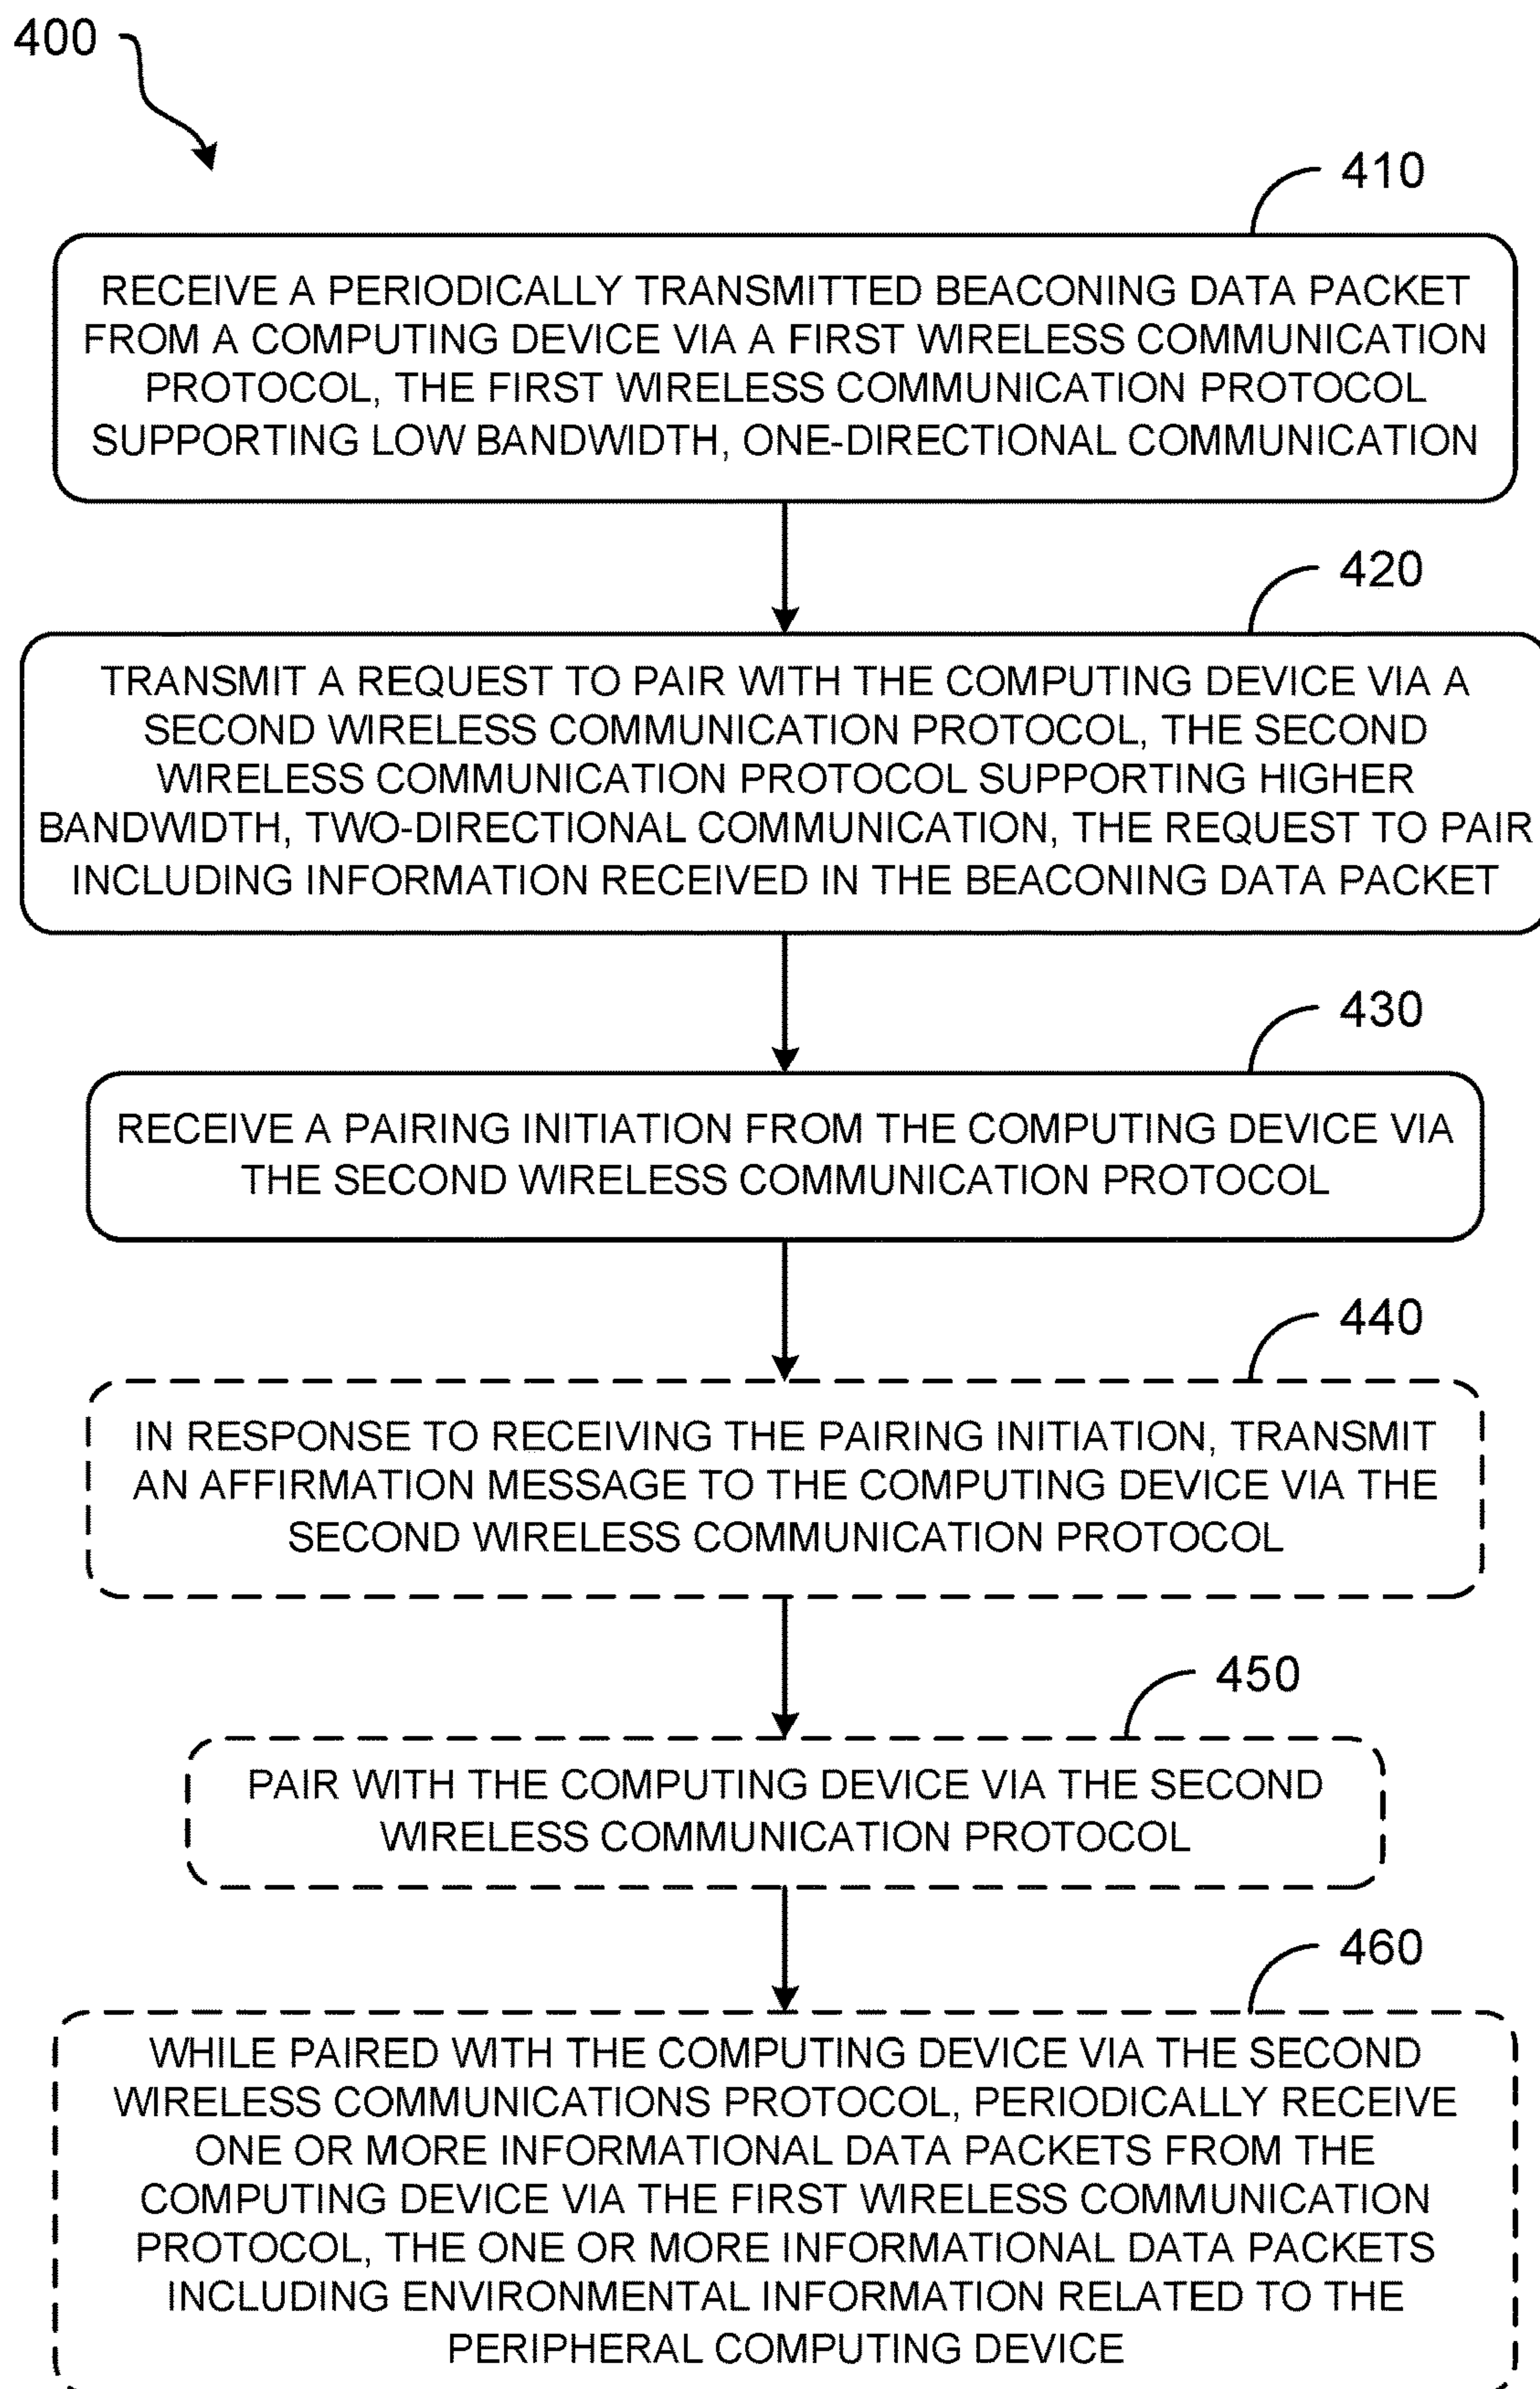 400
410
RECEIVE A PERIODICALLY TRANSMITTED BEACONING DATA PACKET
FROM A COMPUTING DEVICE VIA A FIRST WIRELESS COMMUNICATION
PROTOCOL, THE FIRST WIRELESS COMMUNICATION PROTOCOL
SUPPORTING LOW BANDWIDTH, ONE-DIRECTIONAL COMMUNICATION
420
TRANSMIT A REQUEST TO PAIR WITH THE COMPUTING DEVICE VIA A
SECOND WIRELESS COMMUNICATION PROTOCOL, THE SECOND
WIRELESS COMMUNICATION PROTOCOL SUPPORTING HIGHER
BANDWIDTH, TWO-DIRECTIONAL COMMUNICATION, THE REQUEST TO PAIR
INCLUDING INFORMATION RECEIVED IN THE BEACONING DATA PACKET
430
RECEIVE A PAIRING INITIATION FROM THE COMPUTING DEVICE VIA
THE SECOND WIRELESS COMMUNICATION PROTOCOL
440
IN RESPONSE TO RECEIVING THE PAIRING INITIATION, TRANSMIT
AN AFFIRMATION MESSAGE TO THE COMPUTING DEVICE VIA THE
SECOND WIRELESS COMMUNICATION PROTOCOL
450
PAIR WITH THE COMPUTING DEVICE VIA THE SECOND
WIRELESS COMMUNICATION PROTOCOL
460
WHILE PAIRED WITH THE COMPUTING DEVICE VIA THE SECOND
WIRELESS COMMUNICATIONS PROTOCOL, PERIODICALLY RECEIVE
ONE OR MORE INFORMATIONAL DATA PACKETS FROM THE
COMPUTING DEVICE VIA THE FIRST WIRELESS COMMUNICATION
PROTOCOL, THE ONE OR MORE INFORMATIONAL DATA PACKETS
INCLUDING ENVIRONMENTAL INFORMATION RELATED TO THE
PERIPHERAL COMPUTING DEVICE